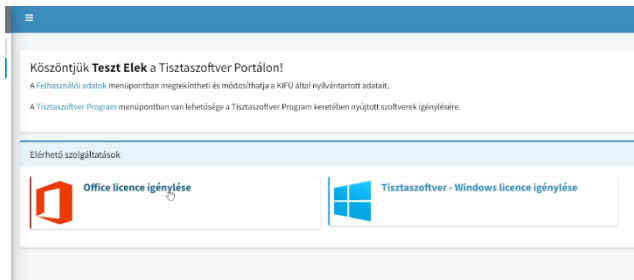 Köszöntjük Teszt Elek a Tisztaszoftver Portálon!
A Felhasználói adatok menüpontban megtekintheti és módosíthatja a KIFÜ által nyilvántartott adatait.
A Tisztaszoftver Program menüpontban van lehetősége a Tisztaszoftver Program keretében nyújtott szoftverek igénylésére.
Elérhető szolgáltatások
Office licence igénylése
Tisztaszoftver - Windows licence igénylése